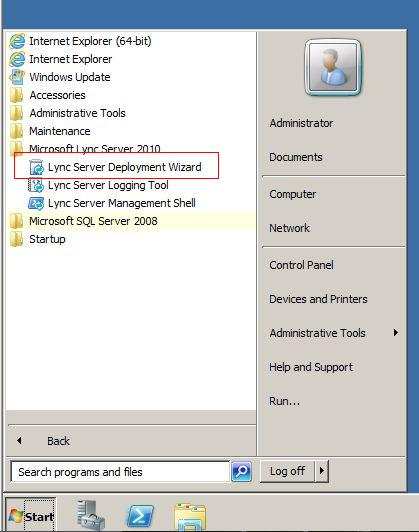 Internet Explorer (64-bit)
Internet Explorer
Windows Update
Accessories
Administrative Tools
Maintenance
Microsoft Lync Server 2010
Lync Server Deployment Wizard
Lync Server Logging Tool
Lync Server Management Shell
Microsoft SQL Server 2008
Startup
Back
Search programs and files
Administrator
Documents
Computer
Network
Control Panel
Devices and Printers
Administrative Tools
Help and Support
Run...
Log off
Start